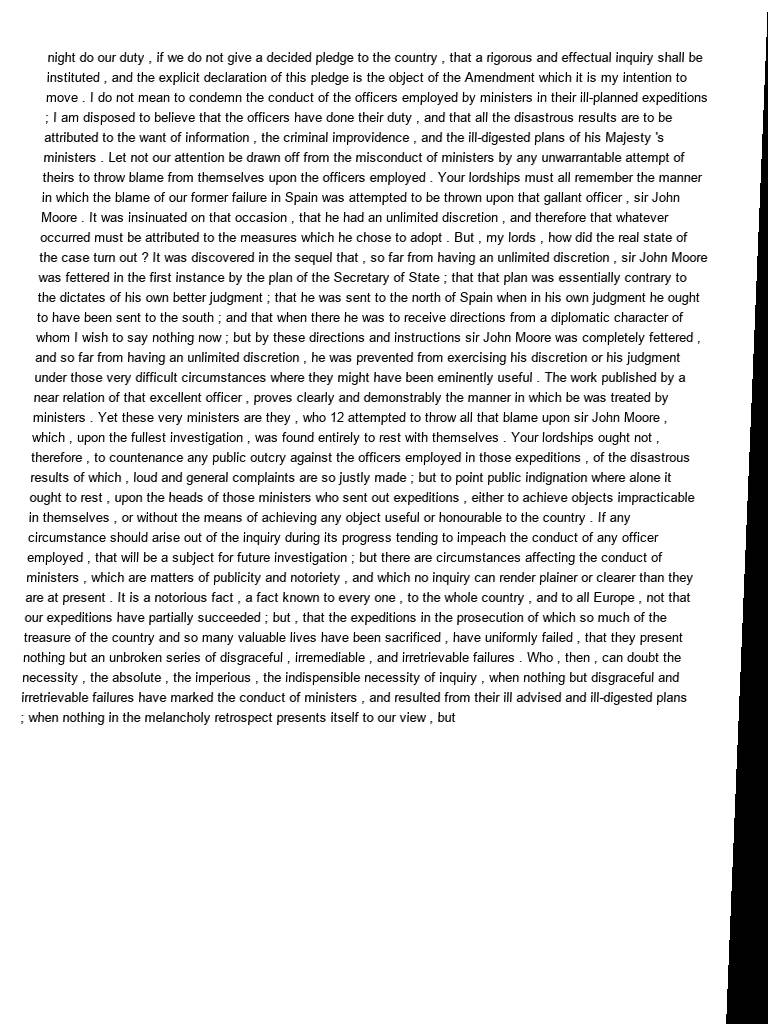 night do our duty , if we do not give a decided pledge to the country , that a rigorous and effectual inquiry shall be
instituted , and the explicit declaration of this pledge is the object of the Amendment which it is my intention to
move . I do not mean to condemn the conduct of the officers employed by ministers in their ill-planned expeditions
; I am disposed to believe that the officers have done their duty , and that all the disastrous results are to be
attributed to the want of information , the criminal improvidence , and the ill-digested plans of his Majesty 's
ministers . Let not our attention be drawn off from the misconduct of ministers by any unwarrantable attempt of
theirs to throw blame from themselves upon the officers employed . Your lordships must all remember the manner
in which the blame of our former failure in Spain was attempted to be thrown upon that gallant officer , sir John
Moore . It was insinuated on that occasion , that he had an unlimited discretion , and therefore that whatever
occurred must be attributed to the measures which he chose to adopt . But , my lords , how did the real state of
the case turn out ? It was discovered in the sequel that , so far from having an unlimited discretion , sir John Moore
was fettered in the first instance by the plan of the Secretary of State ; that that plan was essentially contrary to
the dictates of his own better judgment ; that he was sent to the north of Spain when in his own judgment he ought
to have been sent to the south ; and that when there he was to receive directions from a diplomatic character of
whom I wish to say nothing now ; but by these directions and instructions sir John Moore was completely fettered ,
and so far from having an unlimited discretion , he was prevented from exercising his discretion or his judgment
under those very difficult circumstances where they might have been eminently useful . The work published by a
near relation of that excellent officer , proves clearly and demonstrably the manner in which be was treated by
ministers . Yet these very ministers are they , who 12 attempted to throw all that blame upon sir John Moore ,
which , upon the fullest investigation , was found entirely to rest with themselves . Your lordships ought not ,
therefore , to countenance any public outcry against the officers employed in those expeditions , of the disastrous
results of which , loud and general complaints are so justly made ; but to point public indignation where alone it
ought to rest , upon the heads of those ministers who sent out expeditions , either to achieve objects impracticable
in themselves , or without the means of achieving any object useful or honourable to the country . If any
circumstance should arise out of the inquiry during its progress tending to impeach the conduct of any officer
employed , that will be a subject for future investigation ; but there are circumstances affecting the conduct of
ministers , which are matters of publicity and notoriety , and which no inquiry can render plainer or clearer than they
are at present . It is a notorious fact , a fact known to every one , to the whole country , and to all Europe , not that
our expeditions have partially succeeded ; but , that the expeditions in the prosecution of which so much of the
treasure of the country and so many valuable lives have been sacrificed , have uniformly failed , that they present
nothing but an unbroken series of disgraceful , irremediable , and irretrievable failures . Who , then , can doubt the
necessity , the absolute , the imperious , the indispensible necessity of inquiry , when nothing but disgraceful and
irretrievable failures have marked the conduct of ministers , and resulted from their ill advised and ill-digested plans
; when nothing in the melancholy retrospect presents itself to our view , but